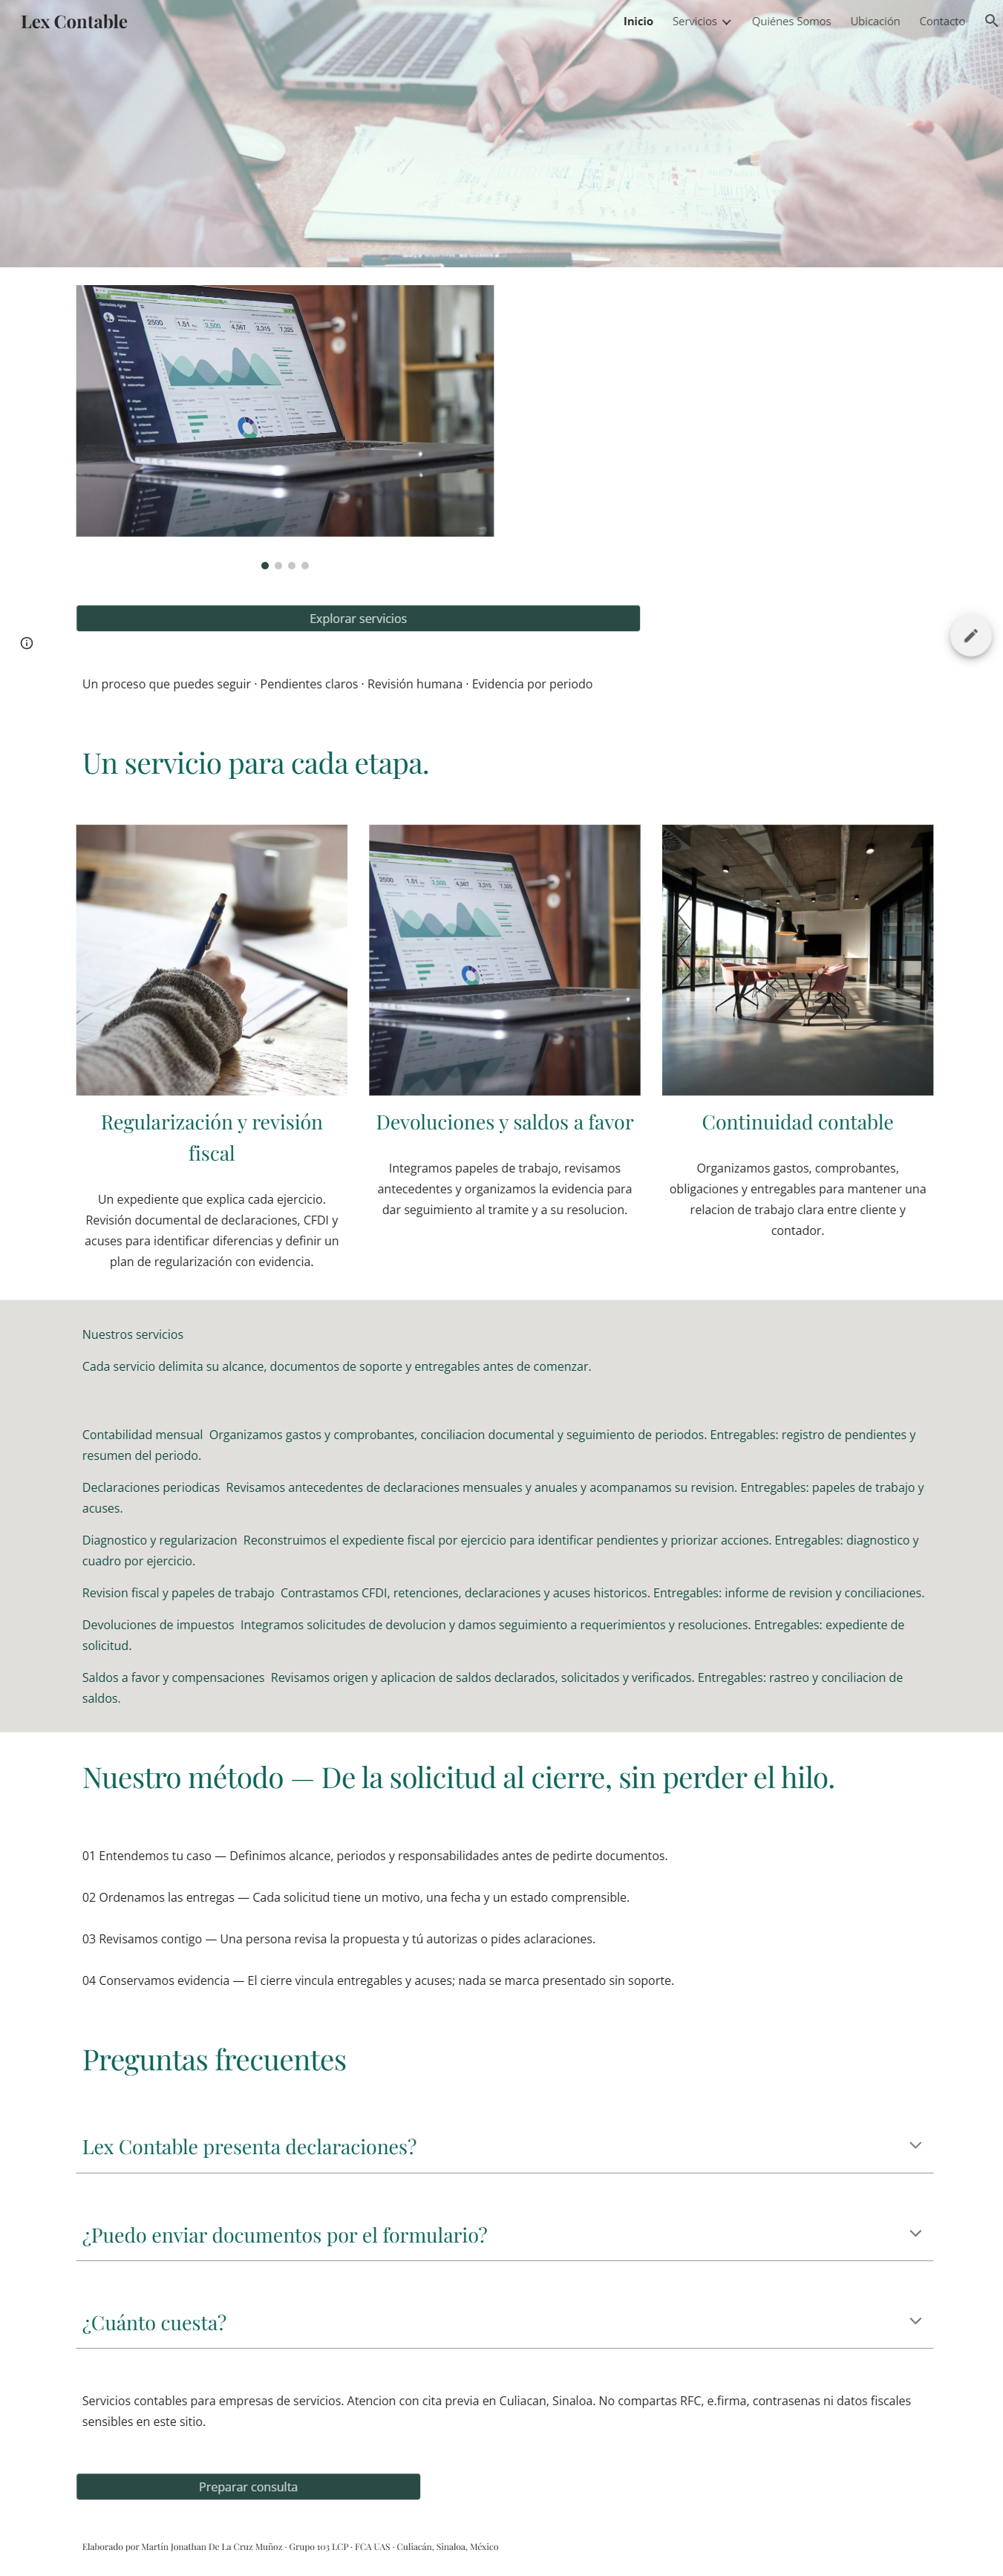 Lex Contable
Inicio Servicios Quiénes Somos Ubicación Contacto
2500 1.51 3,500 4,567 3,315 7,325
Explorar servicios
Un proceso que puedes seguir · Pendientes claros · Revisión humana · Evidencia por periodo
Un servicio para cada etapa.
Regularización y revisión
fiscal
Un expediente que explica cada ejercicio.
Revisión documental de declaraciones, CFDI y
acuses para identificar diferencias y definir un
plan de regularización con evidencia.
Devoluciones y saldos a favor
Integramos papeles de trabajo, revisamos
antecedentes y organizamos la evidencia para
dar seguimiento al tramite y a su resolucion.
Continuidad contable
Organizamos gastos, comprobantes,
obligaciones y entregables para mantener una
relacion de trabajo clara entre cliente y
contador.
Nuestros servicios
Cada servicio delimita su alcance, documentos de soporte y entregables antes de comenzar.
Contabilidad mensual  Organizamos gastos y comprobantes, conciliacion documental y seguimiento de periodos. Entregables: registro de pendientes y
resumen del periodo.
Declaraciones periodicas  Revisamos antecedentes de declaraciones mensuales y anuales y acompanamos su revision. Entregables: papeles de trabajo y
acuses.
Diagnostico y regularizacion  Reconstruimos el expediente fiscal por ejercicio para identificar pendientes y priorizar acciones. Entregables: diagnostico y
cuadro por ejercicio.
Revision fiscal y papeles de trabajo  Contrastamos CFDI, retenciones, declaraciones y acuses historicos. Entregables: informe de revision y conciliaciones.
Devoluciones de impuestos  Integramos solicitudes de devolucion y damos seguimiento a requerimientos y resoluciones. Entregables: expediente de
solicitud.
Saldos a favor y compensaciones  Revisamos origen y aplicacion de saldos declarados, solicitados y verificados. Entregables: rastreo y conciliacion de
saldos.
Nuestro método — De la solicitud al cierre, sin perder el hilo.
01 Entendemos tu caso — Definimos alcance, periodos y responsabilidades antes de pedirte documentos.
02 Ordenamos las entregas — Cada solicitud tiene un motivo, una fecha y un estado comprensible.
03 Revisamos contigo — Una persona revisa la propuesta y tú autorizas o pides aclaraciones.
04 Conservamos evidencia — El cierre vincula entregables y acuses; nada se marca presentado sin soporte.
Preguntas frecuentes
Lex Contable presenta declaraciones?
¿Puedo enviar documentos por el formulario?
¿Cuánto cuesta?
Servicios contables para empresas de servicios. Atencion con cita previa en Culiacan, Sinaloa. No compartas RFC, e.firma, contrasenas ni datos fiscales
sensibles en este sitio.
Preparar consulta
Elaborado por Martín Jonathan De La Cruz Muñoz · Grupo 103 LCP · FCA UAS · Culiacán, Sinaloa, México